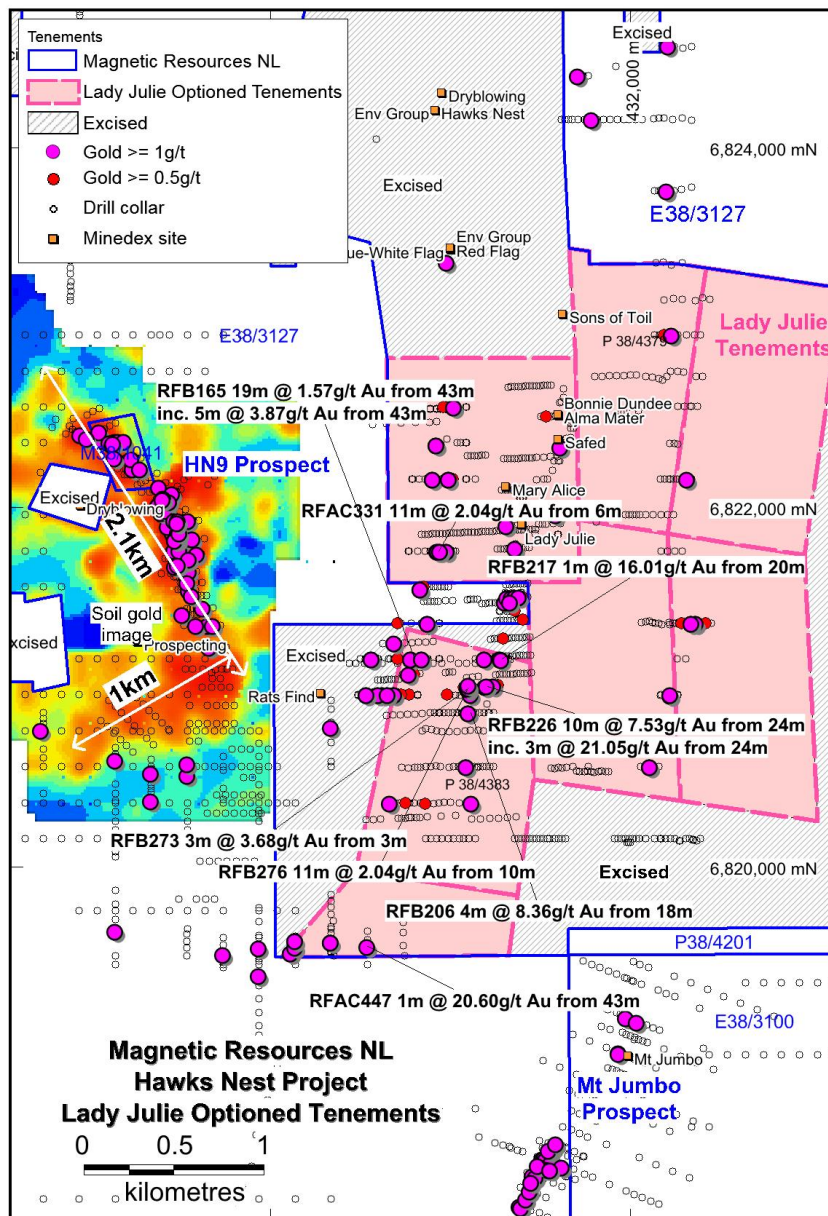 Tenements
Magnetic Resources NL
Lady Julie Optioned Tenements
Excised
Gold >= 1g/t
Gold >= 0.5g/t
Drill collar
Minedex site
Excised
432,000 m
Dryblowing
Env Group
Hawks Nest
6,824,000 mN
Excised
E38/3127
Env Group
ue-White Flag
Red Flag
Sons of Toil
E38/3127
P 38/4379
Lady Julie
Tenements
RFB165 19m @ 1.57g/t Au from 43m
inc. 5m @ 3.87g/t Au from 43m
Bonnie Dundee
Alma Mater
Safed
M38/1041
HN9 Prospect
Excised
Dryblowing
Mary Alice
RFAC331 11m @ 2.04g/t Au from 6m
6,822,000 mN
Lady Julie
2.1km
RFB217 1m @ 16.01g/t Au from 20m
Soil gold
image
Excised
Prospecting
Excised
1km
Rats Find
RFB226 10m @ 7.53g/t Au from 24m
inc. 3m @ 21.05g/t Au from 24m
P 38/4383
RFB273 3m @ 3.68g/t Au from 3m
RFB276 11m @ 2.04g/t Au from 10m
Excised
6,820,000 mN
RFB206 4m @ 8.36g/t Au from 18m
P38/4201
RFAC447 1m @ 20.60g/t Au from 43m
E38/3100
Mt Jumbo
Mt Jumbo
Prospect
Magnetic Resources NL
Hawks Nest Project
Lady Julie Optioned Tenements
0 0.5 1
kilometres